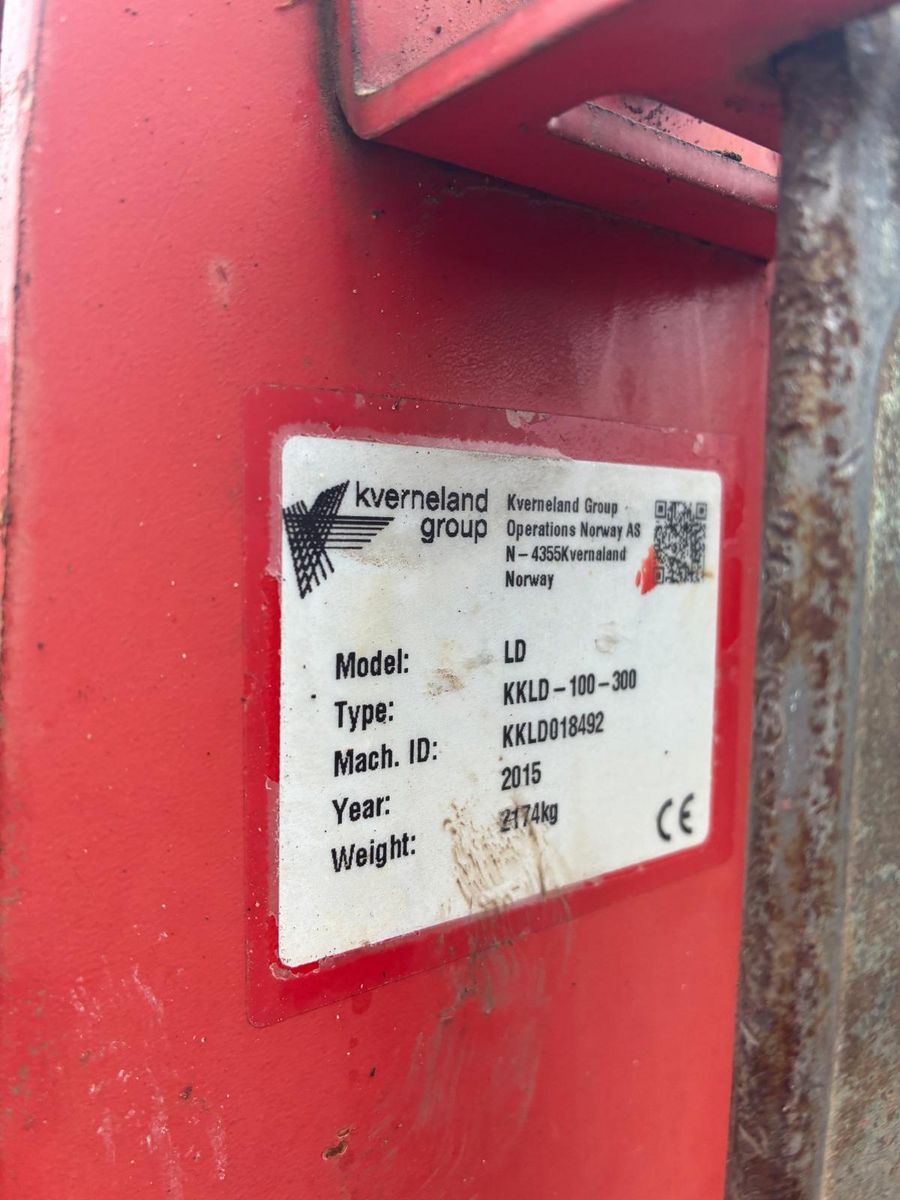 kverneland
group
Kverneland Group
Operations Norway AS
N-4355Kvernaland
Norway
Model: LD
Type: KKLD-100-300
Mach. ID: KKLD018492
Year: 2015
Weight: 2174kg
CE